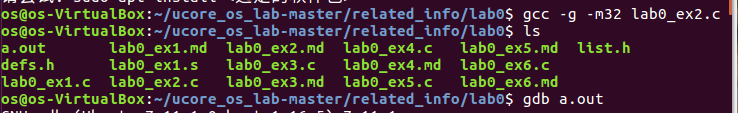 os@os-VirtualBox:~/ucore_os_lab-master/related_info/lab0$ gcc -g -m32 lab0_ex2.c
os@os-VirtualBox:~/ucore_os_lab-master/related_info/lab0$ ls
a.out lab0_ex1.md lab0_ex2.md lab0_ex4.c lab0_ex5.md list.h
defs.h lab0_ex1.s lab0_ex3.c lab0_ex4.md lab0_ex6.c
lab0_ex1.c lab0_ex2.c lab0_ex3.md lab0_ex5.c lab0_ex6.md
os@os-VirtualBox:~/ucore_os_lab-master/related_info/lab0$ gdb a.out